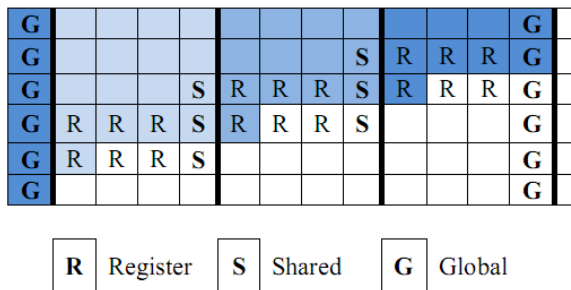 G G
G S R R R G
G S R R R S R R R G
G R R R S R R R S G
G R R R S G
G G
R Register S Shared G Global